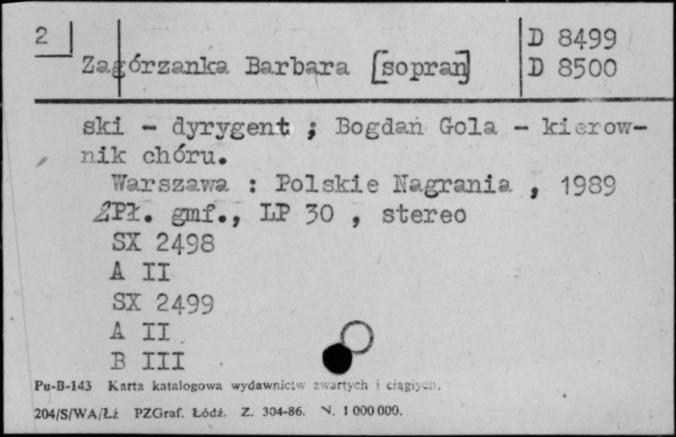 2
D 8499
Zagórzanka Barbara [sopran]
D 8500
ski - dyrygent ; Bogdan Gola - kierow-
nik chóru.
Warszawa : Polskie Nagrania , 1989
2Pł. gmf., LP 30 , stereo
SX 2498
A II
SX 2499
A II
B III
Pu-B-143 Karta katalogowa wydawnictw zwartych i ciągłych.
204/S/WA/Łż PZGraf. Łódź. Z. 304-86. N. 1 000 000.